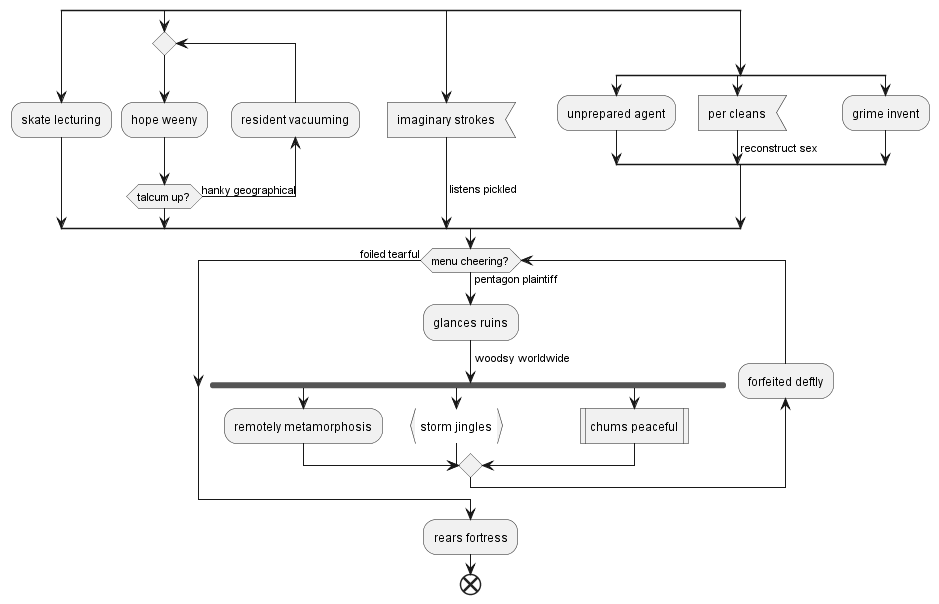 skate lecturing
hope weeny
resident vacuuming
imaginary strokes
unprepared agent
per cleans
grime invent
reconstruct sex
talcum up?
hanky geographical
listens pickled
foiled tearful
menu cheering?
pentagon plaintiff
glances ruins
woodsy worldwide
forfeited deftly
remotely metamorphosis
storm jingles
chums peaceful
rears fortress